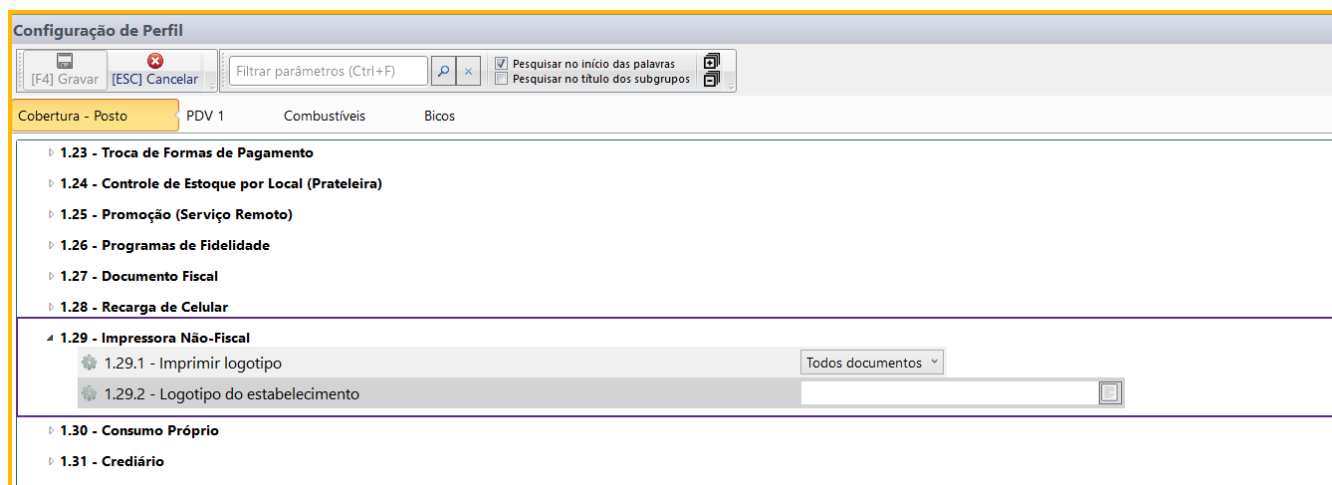 Configuração de Perfil
[F4] Gravar [ESC] Cancelar
Filtrar parâmetros (Ctrl+F)
Pesquisar no início das palavras
Pesquisar no título dos subgrupos
Cobertura - Posto PDV 1 Combustíveis Bicos
1.23 - Troca de Formas de Pagamento
1.24 - Controle de Estoque por Local (Prateleira)
1.25 - Promoção (Serviço Remoto)
1.26 - Programas de Fidelidade
1.27 - Documento Fiscal
1.28 - Recarga de Celular
1.29 - Impressora Não-Fiscal
1.29.1 - Imprimir logotipo Todos documentos
1.29.2 - Logotipo do estabelecimento
1.30 - Consumo Próprio
1.31 - Crediário